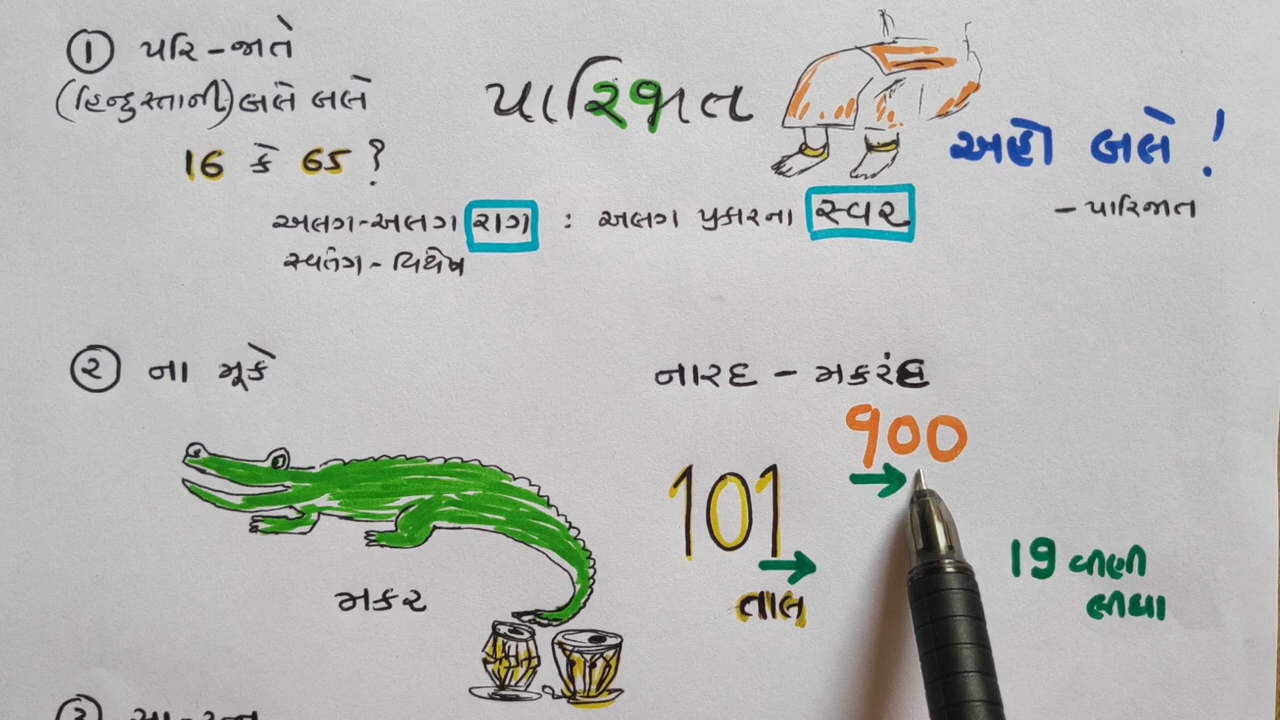 ① પરિ-જાતે
(હિન્દુસ્તાની) બલે બલે
16 કે 65?
પારિજાત
અહો બલે!
- પારિજાત
અલગ-અલગ રાગ : અલગ પ્રકારના સ્વર
સ્વતંગ - વિશેષ
② ના મૂકે
નારદ - મકરંદ
૧૦૦
101
તાલ
19 વીણી
લીધા
મકર